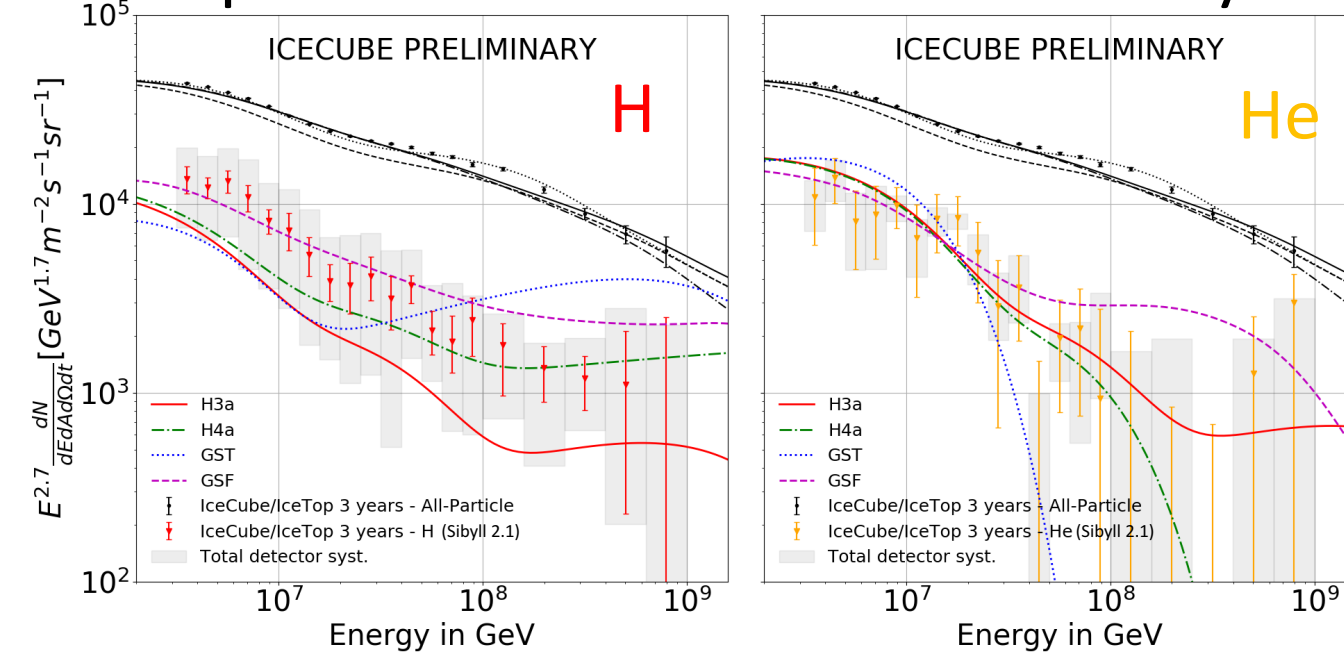 ICECUBE PRELIMINARY
H
10^5
10^4
10^3
10^2
E^{2.7} \frac{dN}{dEdAdΩdt} [GeV^{1.7}m^{-2}s^{-1}sr^{-1}]
H3a
H4a
GST
GSF
IceCube/IceTop 3 years - All-Particle
IceCube/IceTop 3 years - H (Sibyll 2.1)
Total detector syst.
10^7 10^8 10^9
Energy in GeV
ICECUBE PRELIMINARY
He
H3a
H4a
GST
GSF
IceCube/IceTop 3 years - All-Particle
IceCube/IceTop 3 years - He (Sibyll 2.1)
Total detector syst.
10^7 10^8 10^9
Energy in GeV